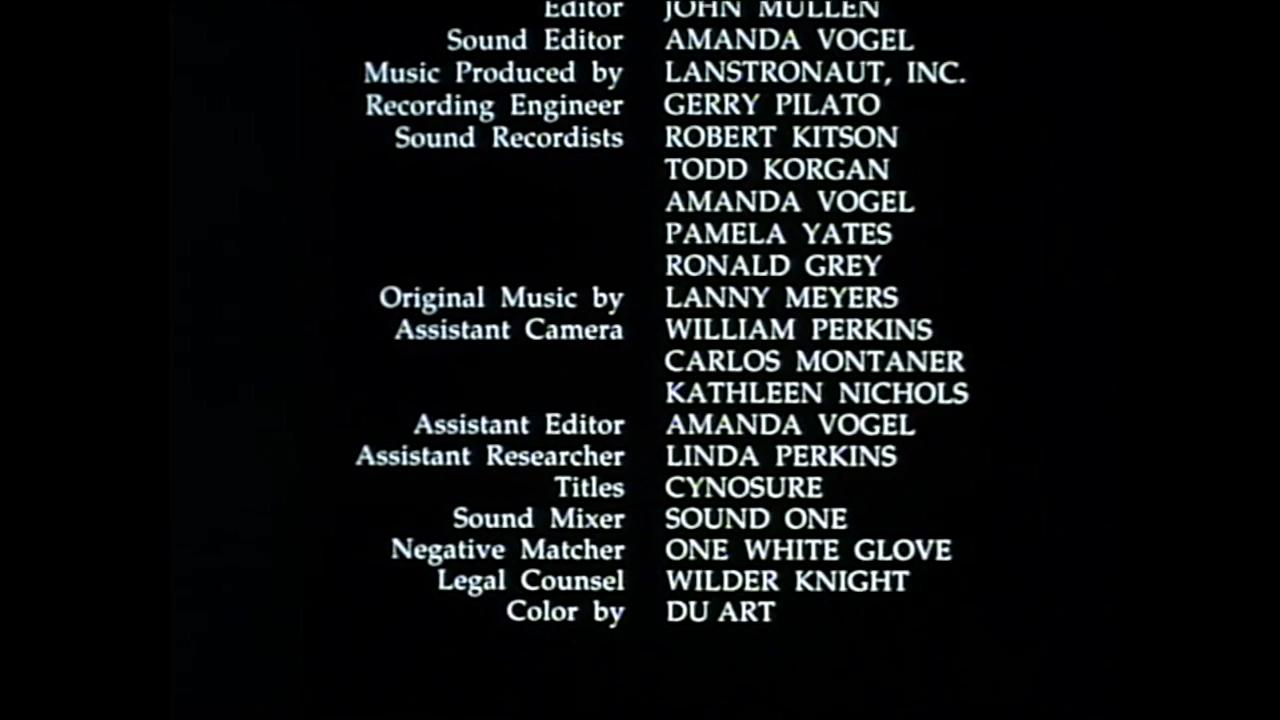 Editor JOHN MULLEN
Sound Editor AMANDA VOGEL
Music Produced by LANSTRONAUT, INC.
Recording Engineer GERRY PILATO
Sound Recordists ROBERT KITSON
TODD KORGAN
AMANDA VOGEL
PAMELA YATES
RONALD GREY
Original Music by LANNY MEYERS
Assistant Camera WILLIAM PERKINS
CARLOS MONTANER
KATHLEEN NICHOLS
Assistant Editor AMANDA VOGEL
Assistant Researcher LINDA PERKINS
Titles CYNOSURE
Sound Mixer SOUND ONE
Negative Matcher ONE WHITE GLOVE
Legal Counsel WILDER KNIGHT
Color by DU ART